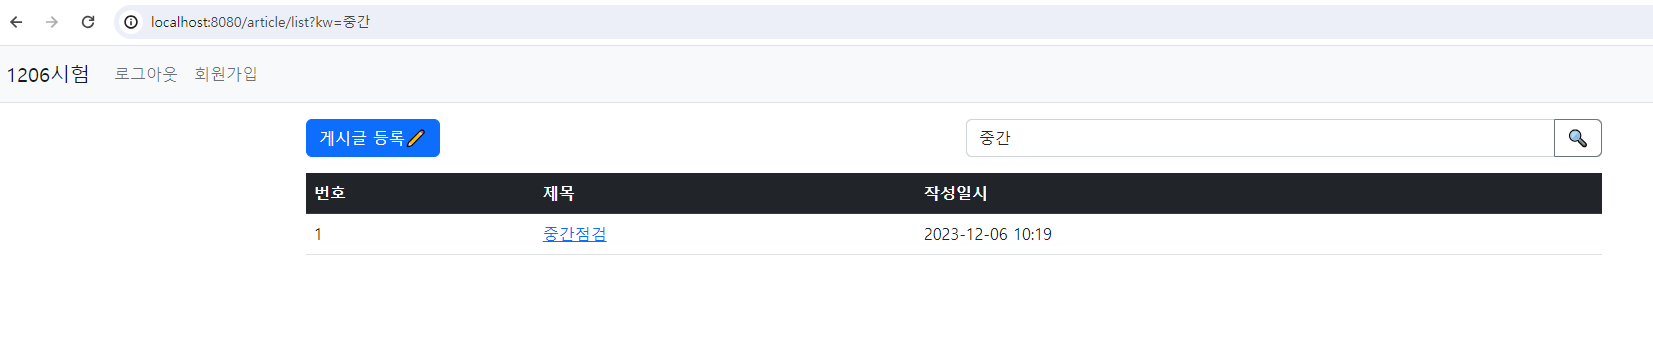 localhost:8080/article/list?kw=중간
1206시험 로그아웃 회원가입
게시글 등록 중간
번호 제목 작성일시
1 중간점검 2023-12-06 10:19